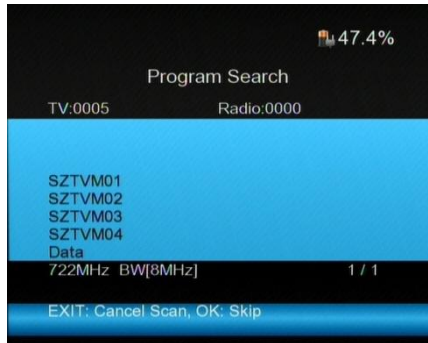 47.4%
Program Search
TV:0005 Radio:0000
SZTVM01
SZTVM02
SZTVM03
SZTVM04
Data
722MHz BW[8MHz] 1 / 1
EXIT: Cancel Scan, OK: Skip